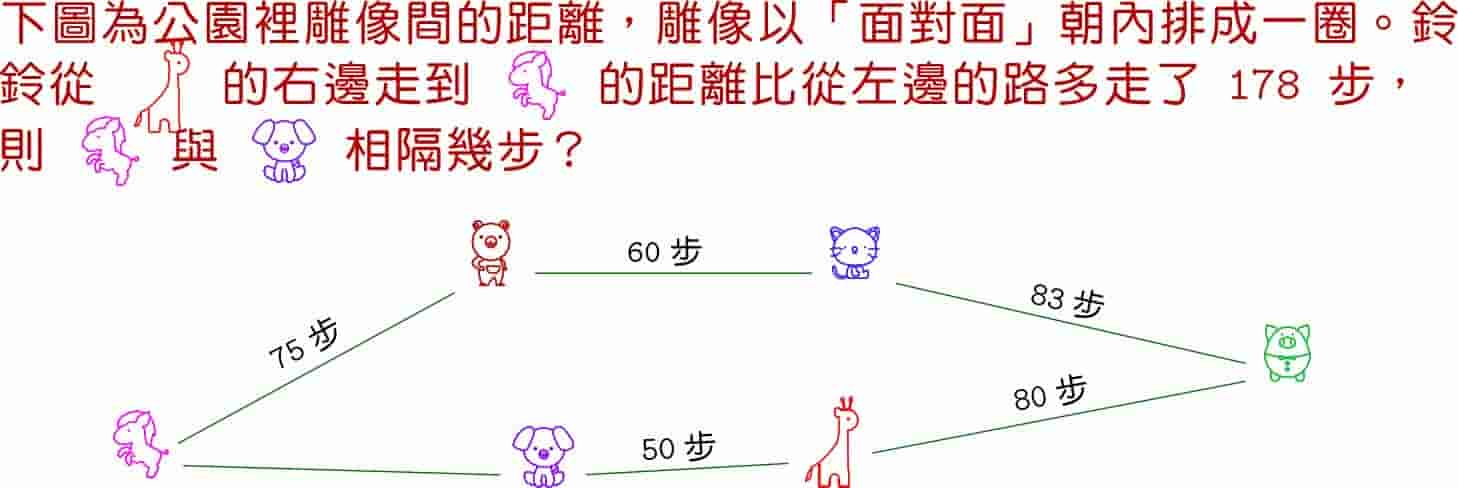 下圖為公園裡雕像間的距離，雕像以「面對面」朝內排成一圈。鈴
鈴從 的右邊走到 的距離比從左邊的路多走了 178 步，
則 與 相隔幾步？
60 步
83 步
75 步
80 步
50 步